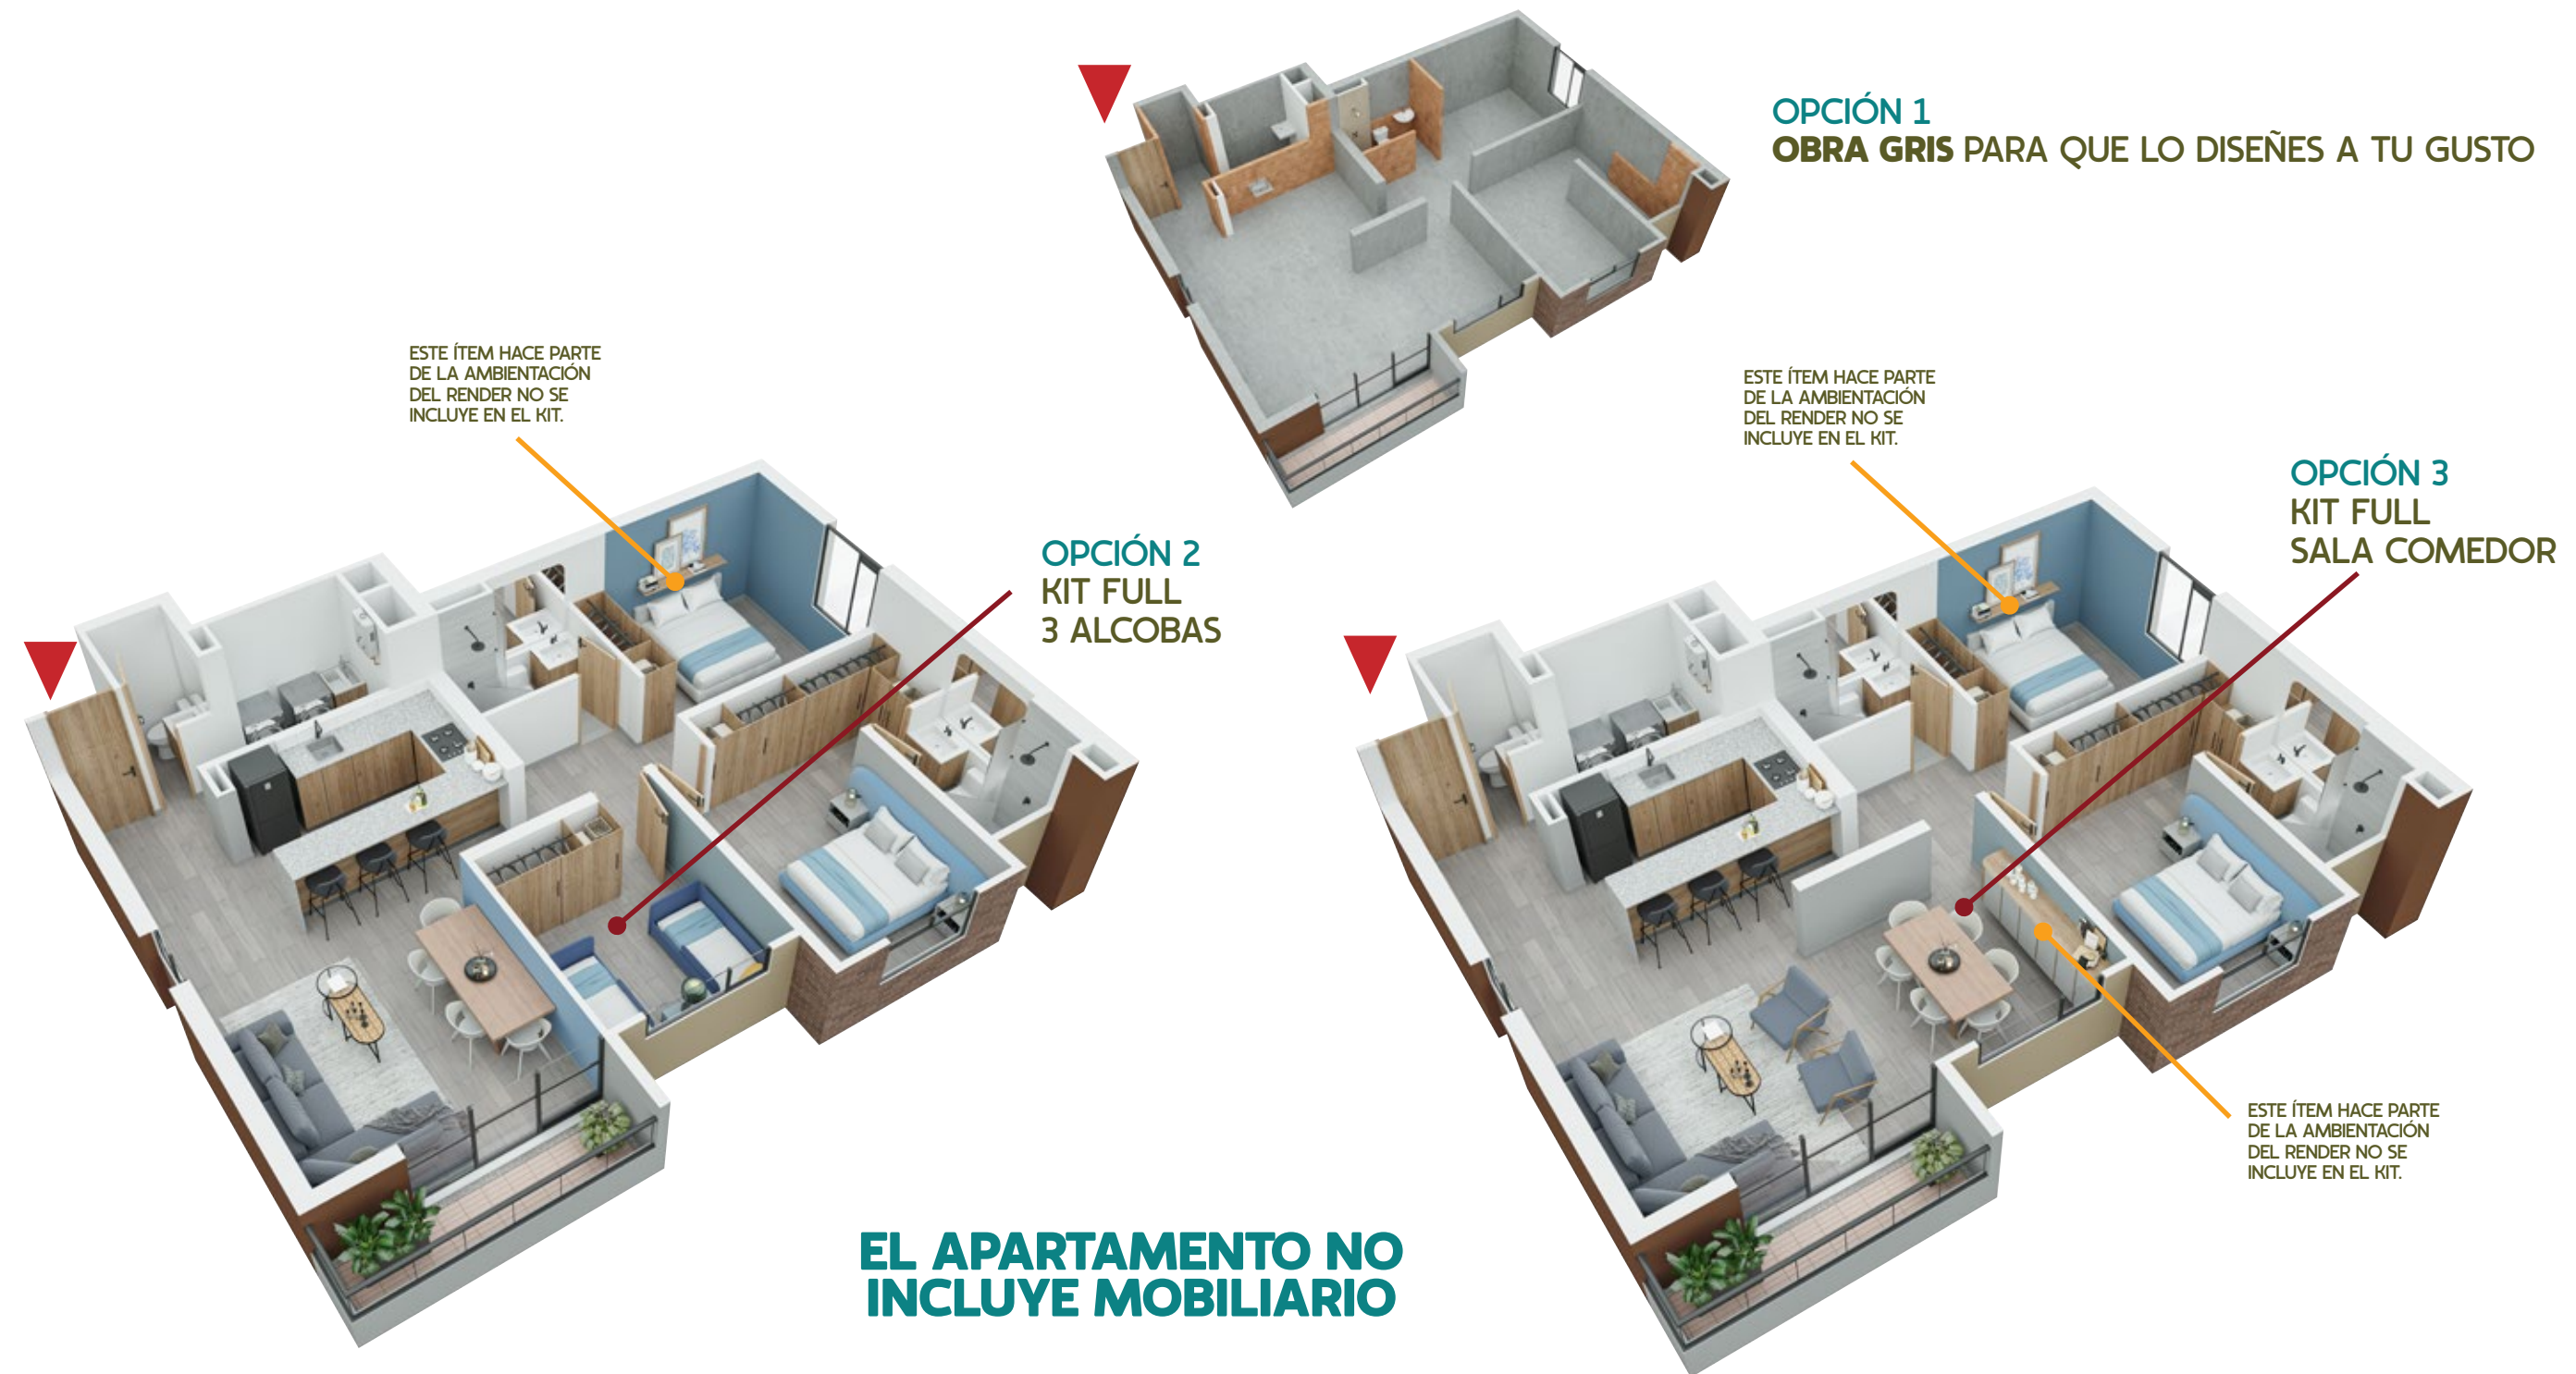 OPCIÓN 1
OBRA GRIS PARA QUE LO DISEÑES A TU GUSTO
ESTE ÍTEM HACE PARTE
DE LA AMBIENTACIÓN
DEL RENDER NO SE
INCLUYE EN EL KIT.
OPCIÓN 2
KIT FULL
3 ALCOBAS
ESTE ÍTEM HACE PARTE
DE LA AMBIENTACIÓN
DEL RENDER NO SE
INCLUYE EN EL KIT.
OPCIÓN 3
KIT FULL
SALA COMEDOR
ESTE ÍTEM HACE PARTE
DE LA AMBIENTACIÓN
DEL RENDER NO SE
INCLUYE EN EL KIT.
EL APARTAMENTO NO
INCLUYE MOBILIARIO